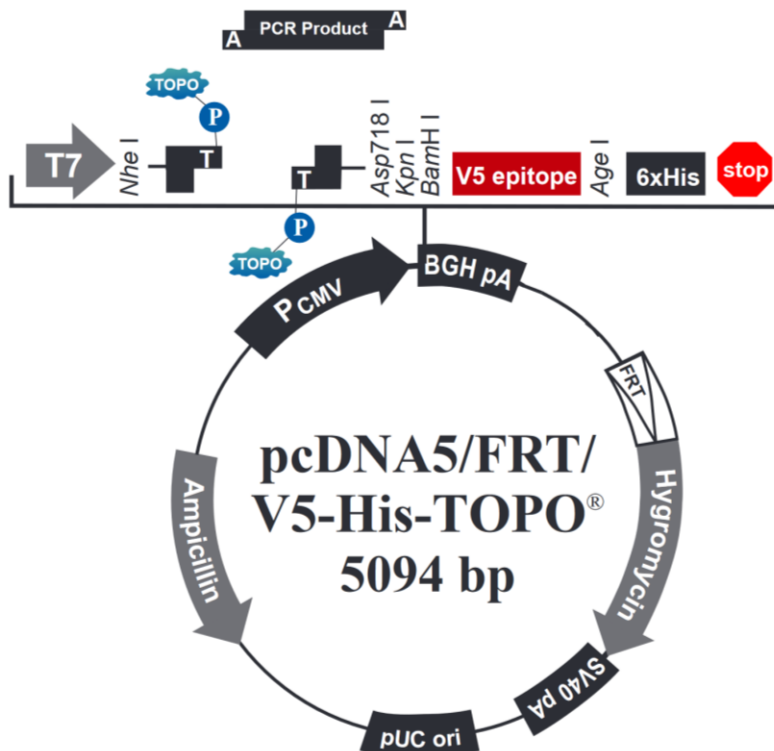 PCR Product
A
A
TOPO
P
T7
Nhe I
T
T
Asp718 I
Kpn I
BamH I
V5 epitope
Age I
6xHis
stop
P
TOPO
PCMV
BGH pA
FRT
Hygromycin
SV40 pA
pUC ori
Ampicillin
pcDNA5/FRT/
V5-His-TOPO®
5094 bp